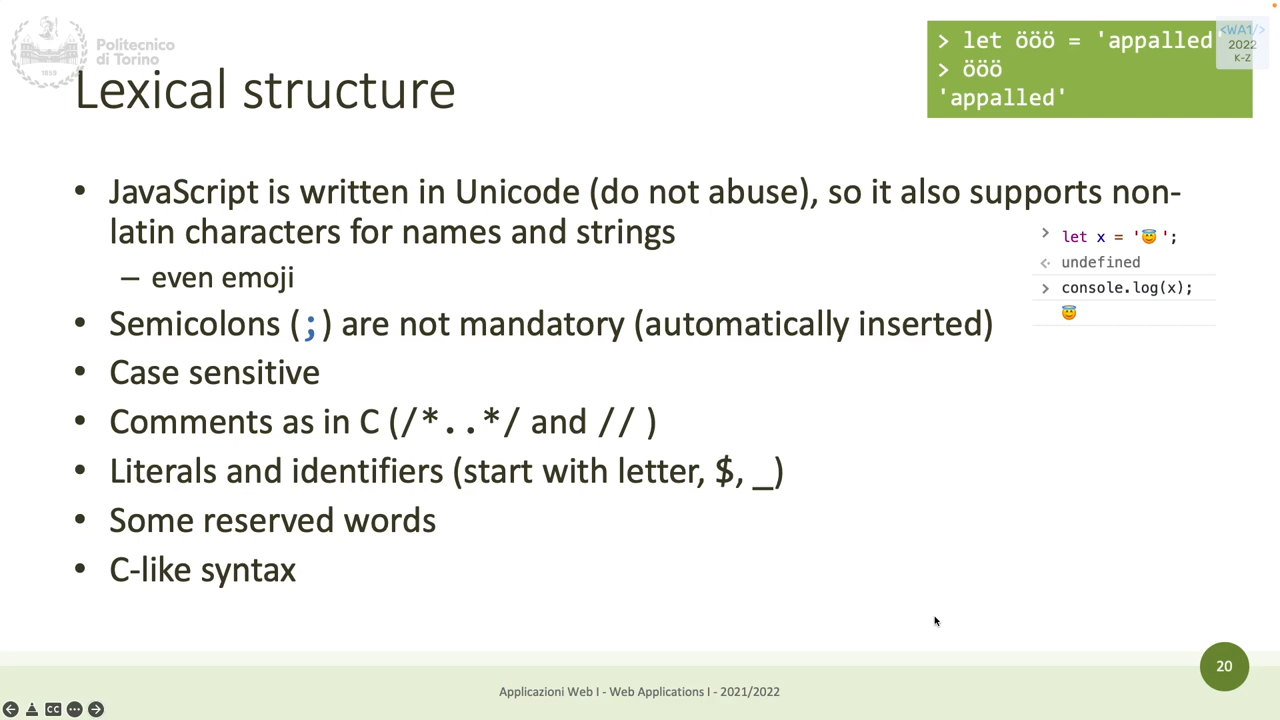 Politecnico
di Torino
1859
Lexical structure
> let ööö = 'appalled'
> ööö
'appalled'
<WA1/>
2022
K-Z
• JavaScript is written in Unicode (do not abuse), so it also supports non-
latin characters for names and strings
– even emoji
> let x = '😇';
<· undefined
> console.log(x);
😇
• Semicolons (;) are not mandatory (automatically inserted)
• Case sensitive
• Comments as in C (/*..*/ and // )
• Literals and identifiers (start with letter, $, _)
• Some reserved words
• C-like syntax
Applicazioni Web I - Web Applications I - 2021/2022
20
CC